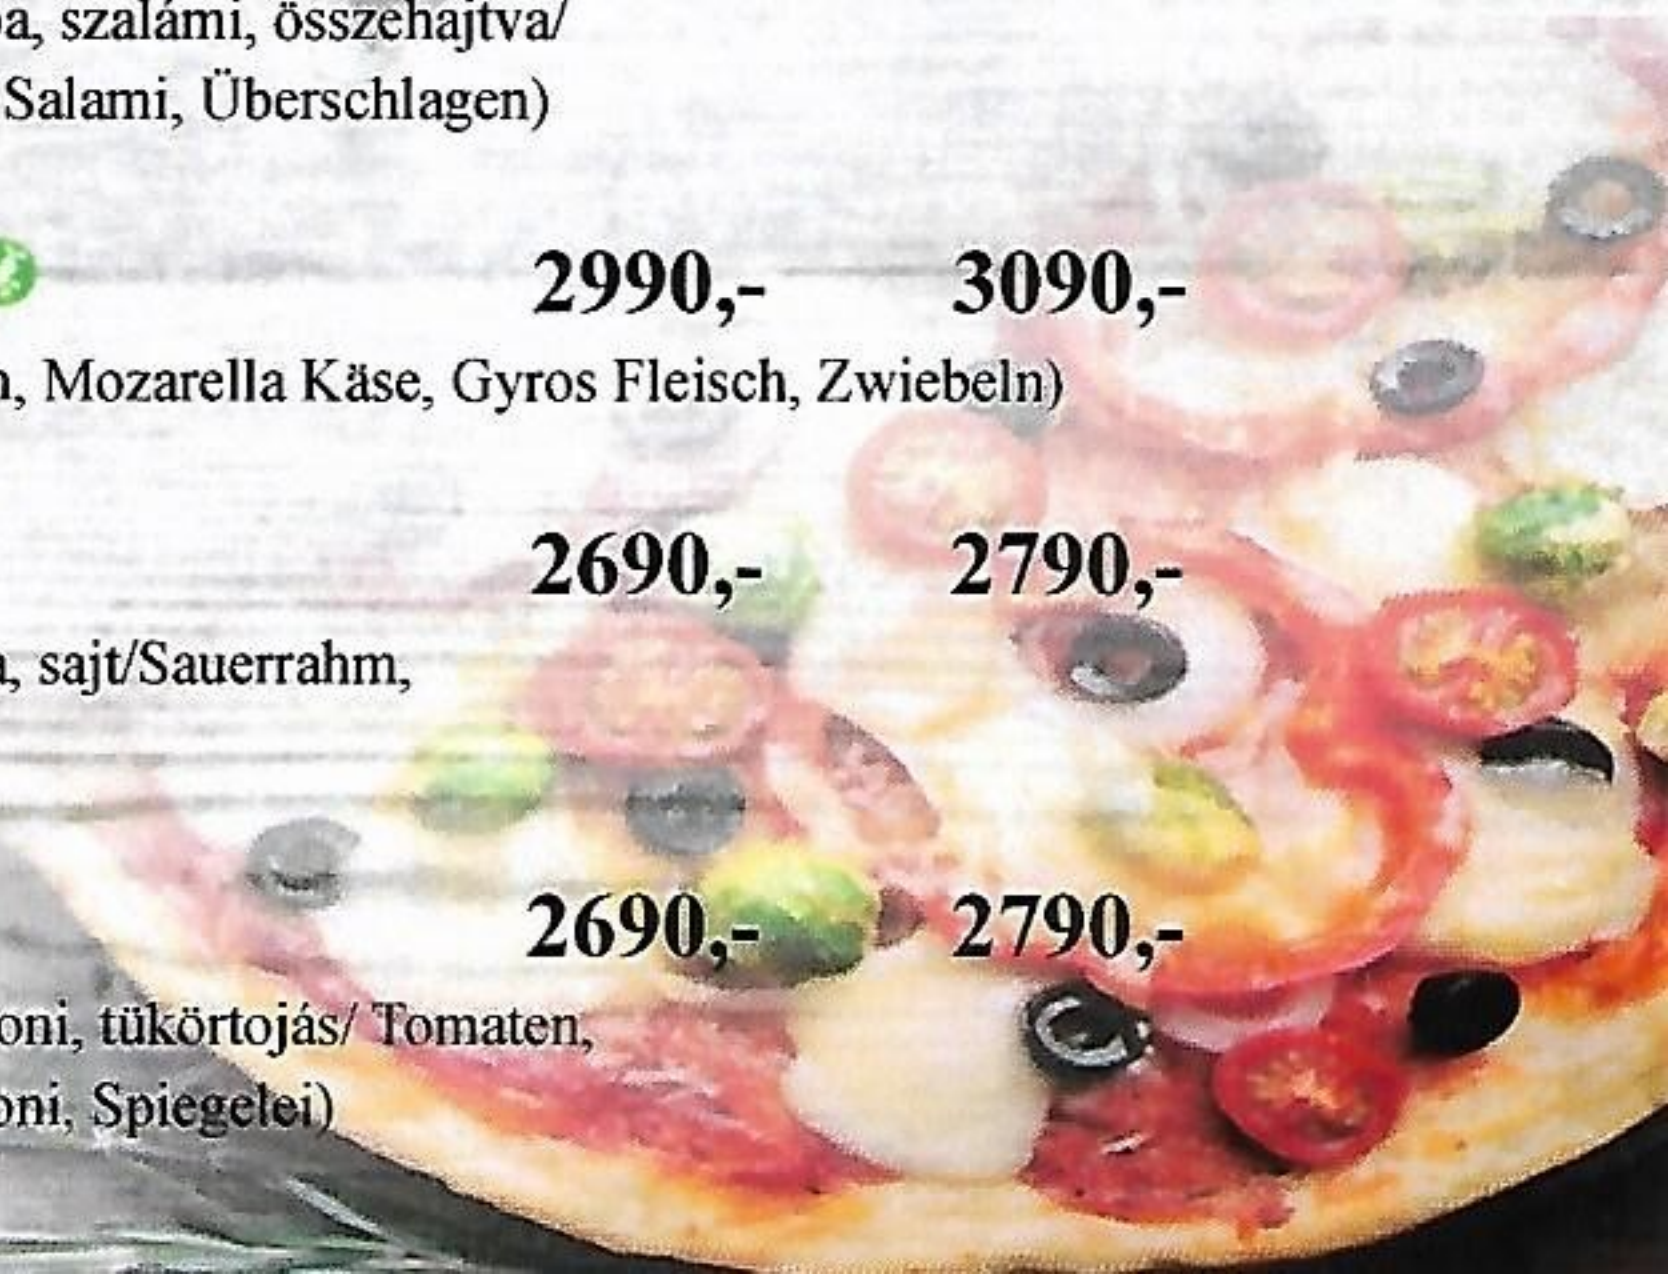 szalámi, összehajtva/
Salami, Überschlagen)
2990,- 3090,-
Mozarella Käse, Gyros Fleisch, Zwiebeln)
2690,- 2790,-
sajt/Sauerrahm,
2690,- 2790,-
tükörtojás/ Tomaten,
Spiegelei)